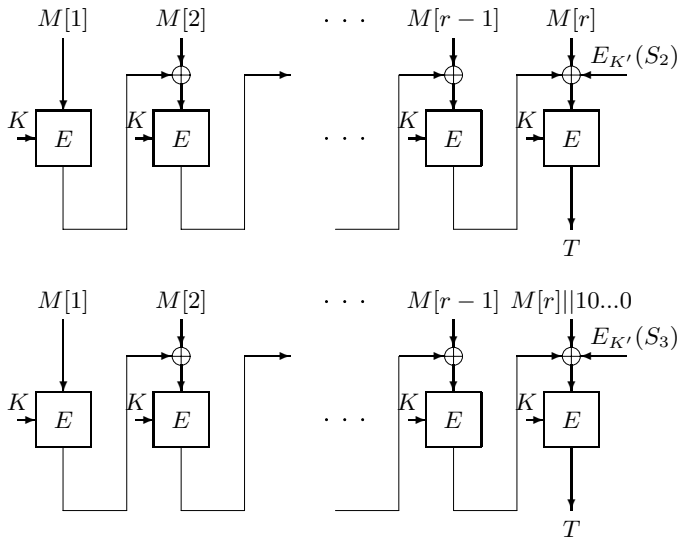 M[1] M[2] · · · M[r − 1] M[r]
E_{K′}(S_2)
K K K K
E E · · · E E
T
M[1] M[2] · · · M[r − 1] M[r]||10...0
E_{K′}(S_3)
K K K K
E E · · · E E
T